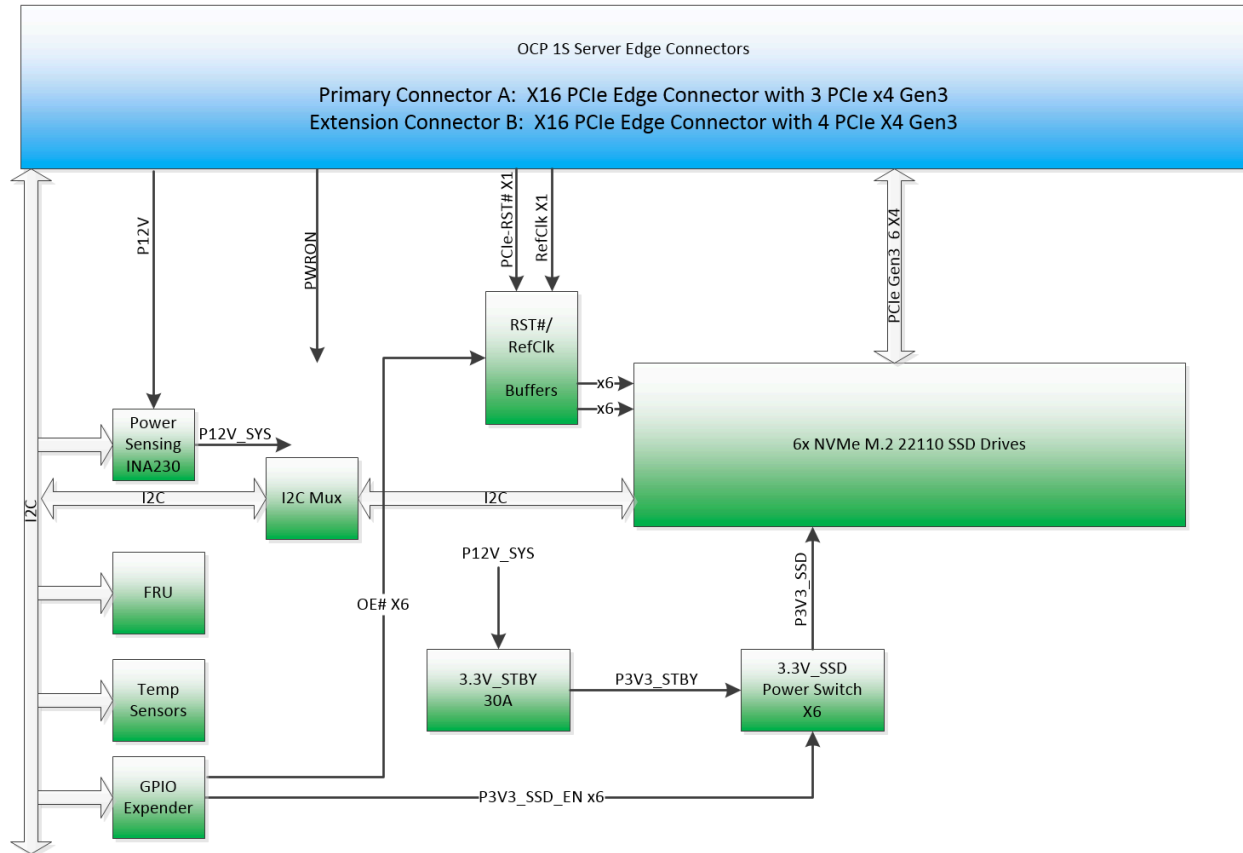 OCP 1S Server Edge Connectors
Primary Connector A:  X16 PCIe Edge Connector with 3 PCIe x4 Gen3
Extension Connector B:  X16 PCIe Edge Connector with 4 PCIe X4 Gen3
P12V
PWRON
PCIe-RST# X1
RefClk X1
PCIe Gen3  6 X4
RST#/
RefClk
Buffers
x6
x6
Power
Sensing
INA230
P12V_SYS
6x NVMe M.2 22110 SSD Drives
I2C
I2C
I2C Mux
I2C
FRU
OE# X6
P12V_SYS
P3V3_SSD
Temp
Sensors
3.3V_STBY
30A
P3V3_STBY
3.3V_SSD
Power Switch
X6
GPIO
Expender
P3V3_SSD_EN x6